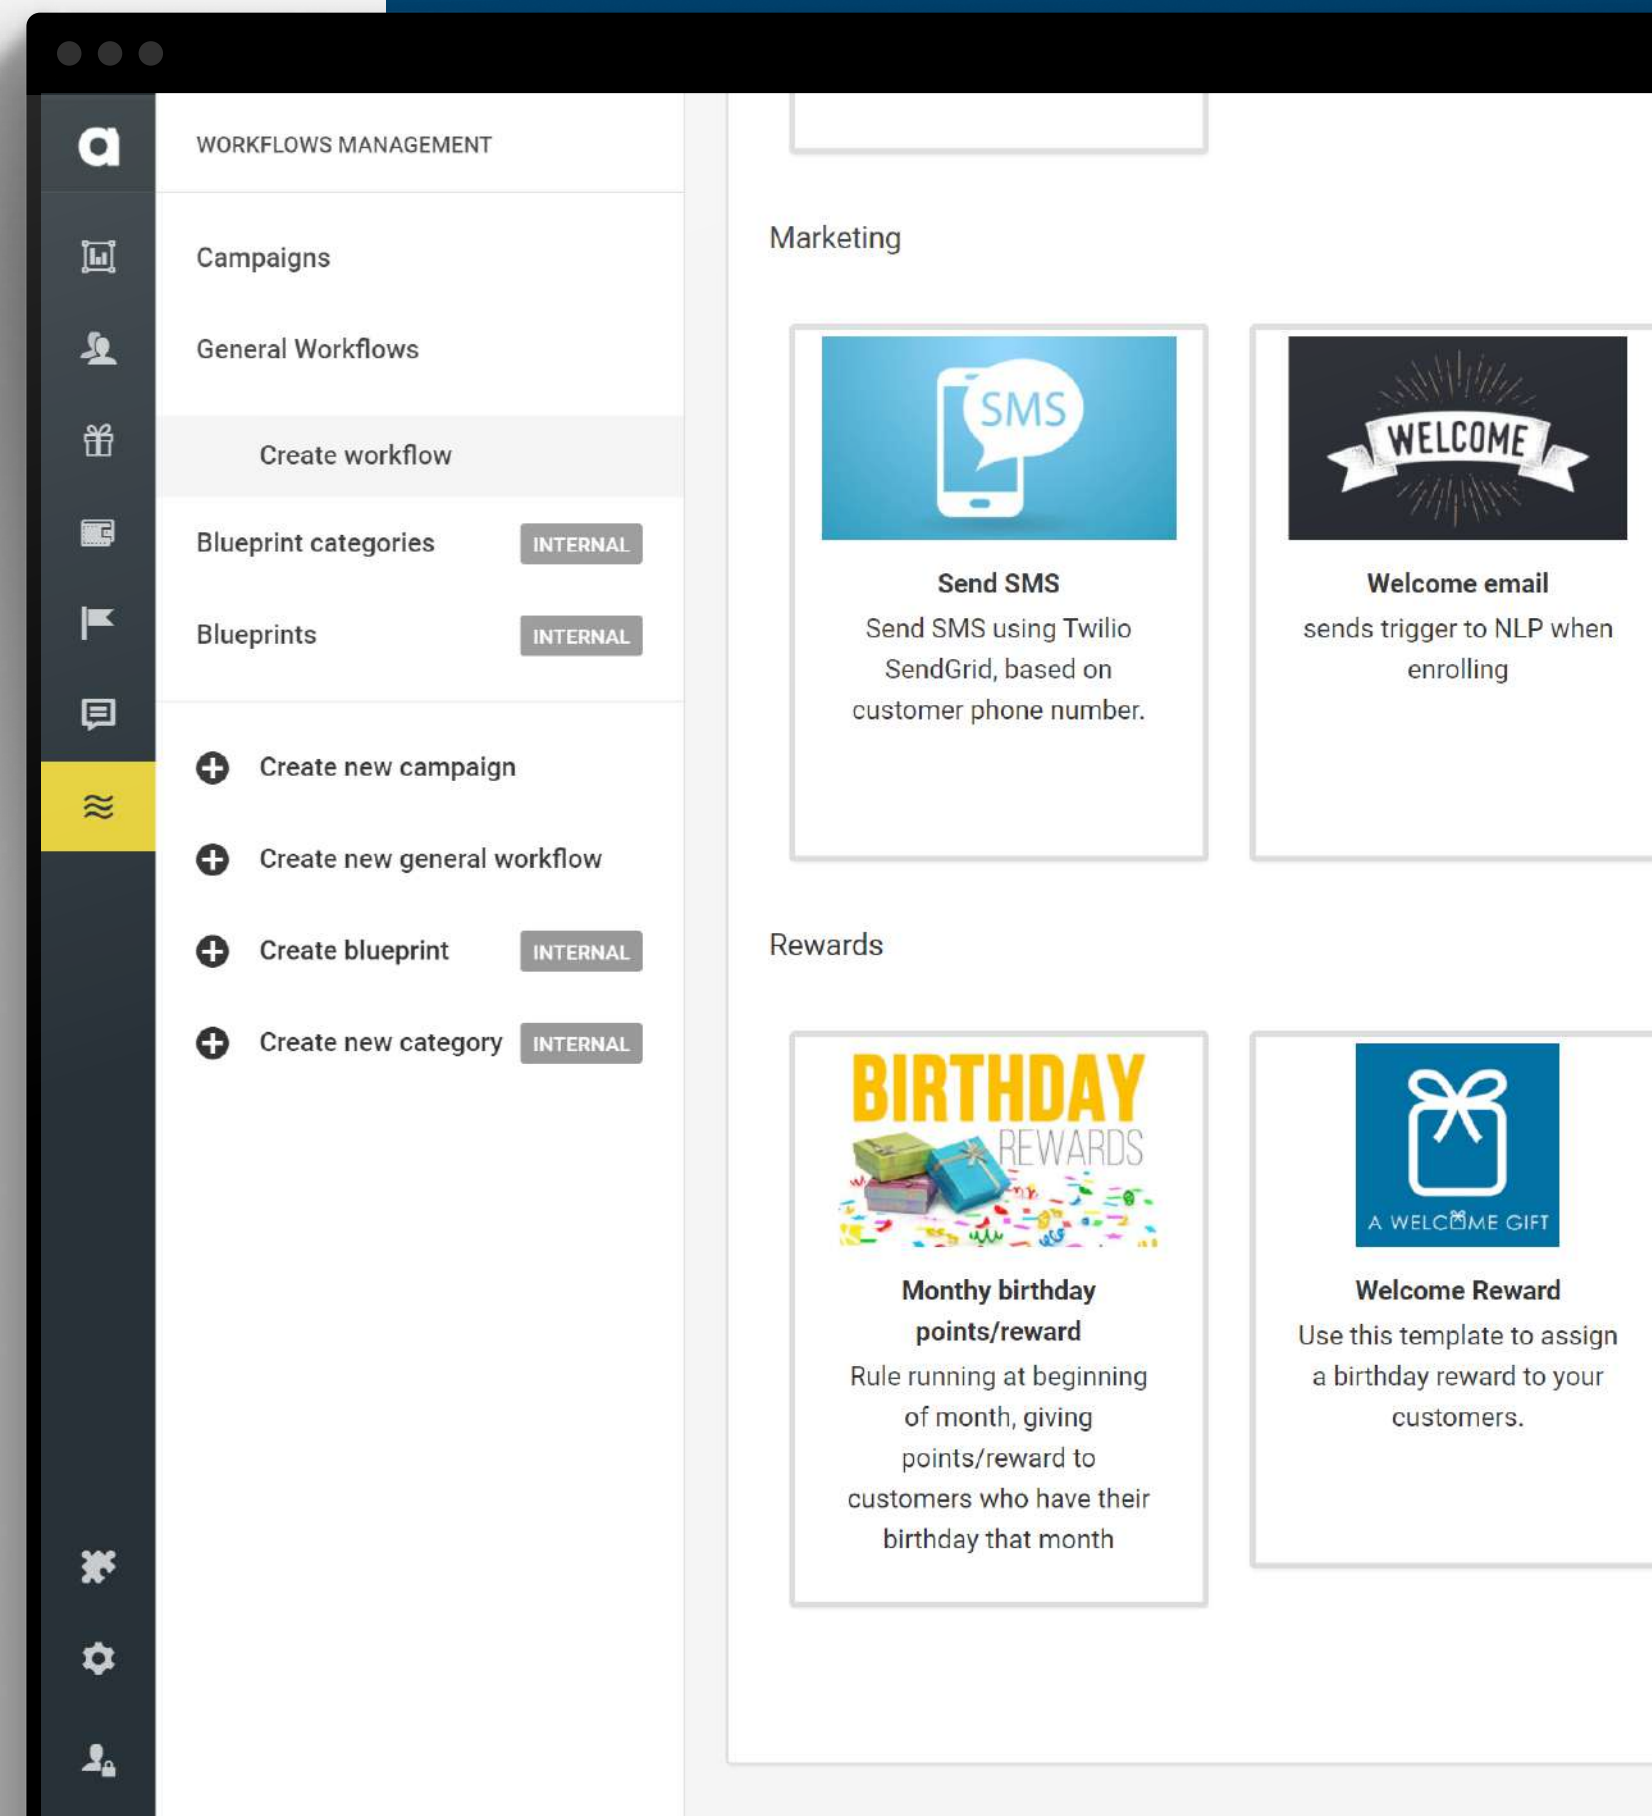 a
WORKFLOWS MANAGEMENT
Campaigns
General Workflows
Create workflow
Blueprint categories INTERNAL
Blueprints INTERNAL
Create new campaign
Create new general workflow
Create blueprint INTERNAL
Create new category INTERNAL
Marketing
SMS
Send SMS
Send SMS using Twilio
SendGrid, based on
customer phone number.
WELCOME
Welcome email
sends trigger to NLP when
enrolling
Rewards
BIRTHDAY
REWARDS
Monthy birthday
points/reward
Rule running at beginning
of month, giving
points/reward to
customers who have their
birthday that month
A WELCOME GIFT
Welcome Reward
Use this template to assign
a birthday reward to your
customers.